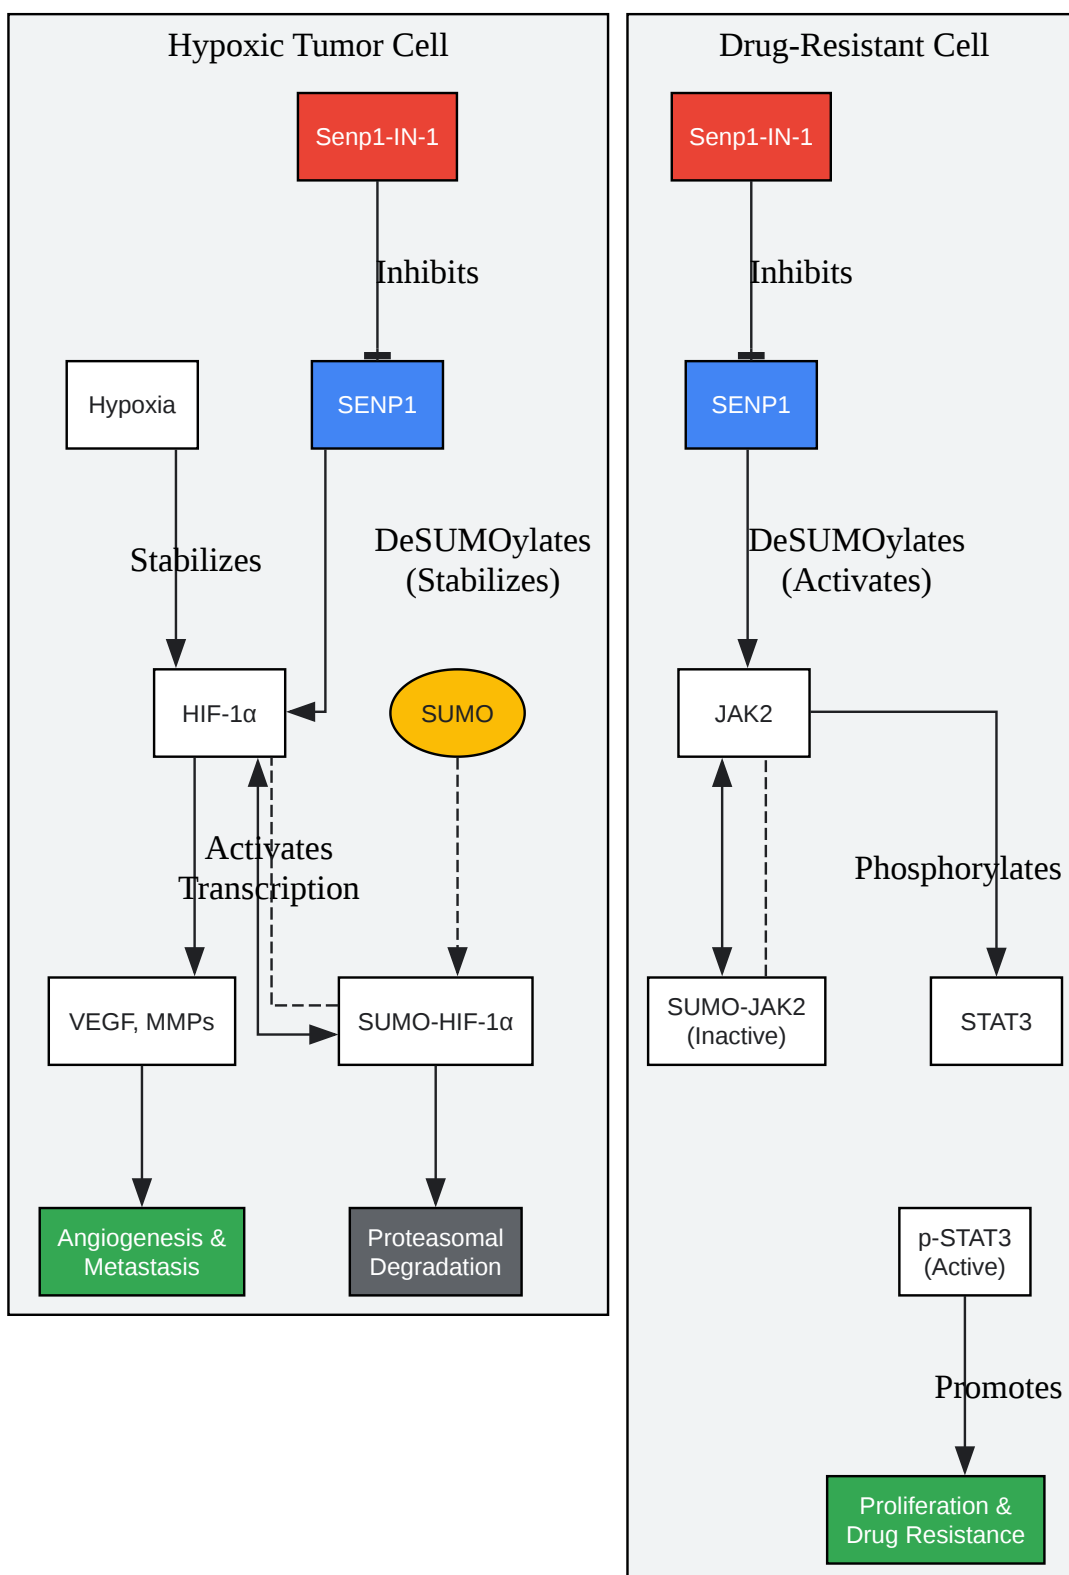 Hypoxic Tumor Cell
Senp1-IN-1
Inhibits
Hypoxia
SENP1
Stabilizes
DeSUMOylates
(Stabilizes)
HIF-1α
SUMO
Activates
Transcription
VEGF, MMPs
SUMO-HIF-1α
Angiogenesis &
Metastasis
Proteasomal
Degradation
Drug-Resistant Cell
Senp1-IN-1
Inhibits
SENP1
DeSUMOylates
(Activates)
JAK2
Phosphorylates
SUMO-JAK2
(Inactive)
STAT3
p-STAT3
(Active)
Promotes
Proliferation &
Drug Resistance